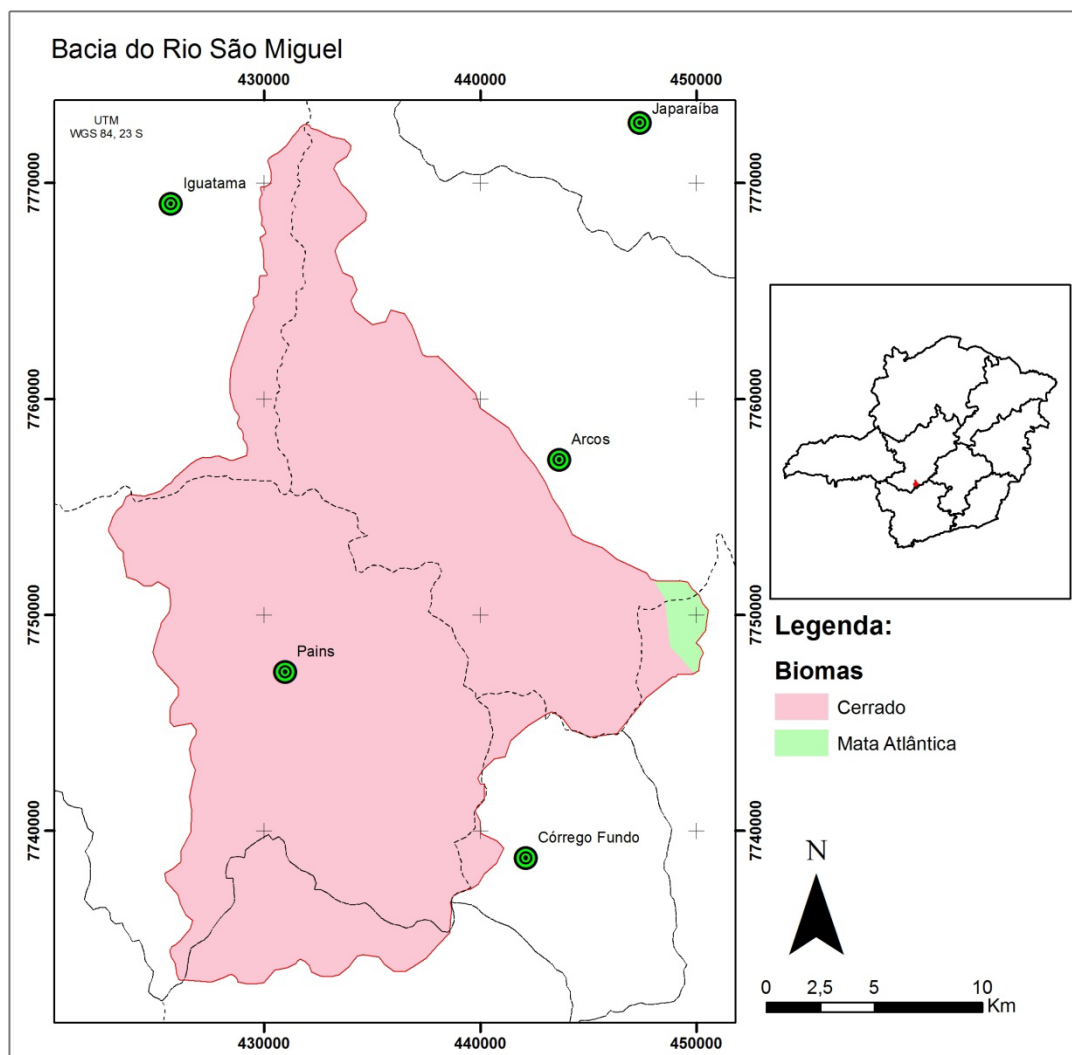 Bacia do Rio São Miguel
430000
440000
450000
UTM
WGS 84, 23 S
Japaraíba
7770000
Iguatama
7770000
7760000
7760000
Arcos
7750000
7750000
Pains
Legenda:
Biomas
Cerrado
Mata Atlântica
7740000
7740000
Córrego Fundo
N
0 2,5 5 10
Km
430000
440000
450000